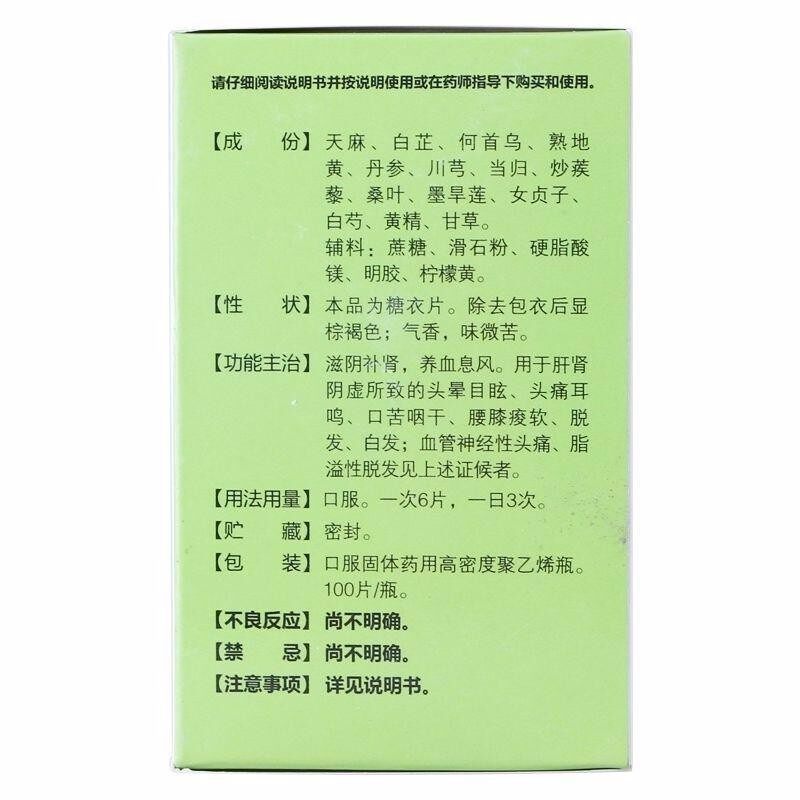 请仔细阅读说明书并按说明使用或在药师指导下购买和使用。
【成　份】天麻、白芷、何首乌、熟地
黄、丹参、川芎、当归、炒蒺
藜、桑叶、墨旱莲、女贞子、
白芍、黄精、甘草。
辅料：蔗糖、滑石粉、硬脂酸
镁、明胶、柠檬黄。
【性　状】本品为糖衣片。除去包衣后显
棕褐色；气香，味微苦。
【功能主治】滋阴补肾，养血息风。用于肝肾
阴虚所致的头晕目眩、头痛耳
鸣、口苦咽干、腰膝痠软、脱
发、白发；血管神经性头痛、脂
溢性脱发见上述证候者。
【用法用量】口服。一次6片，一日3次。
【贮　藏】密封。
【包　装】口服固体药用高密度聚乙烯瓶。
100片/瓶。
【不良反应】尚不明确。
【禁　忌】尚不明确。
【注意事项】详见说明书。